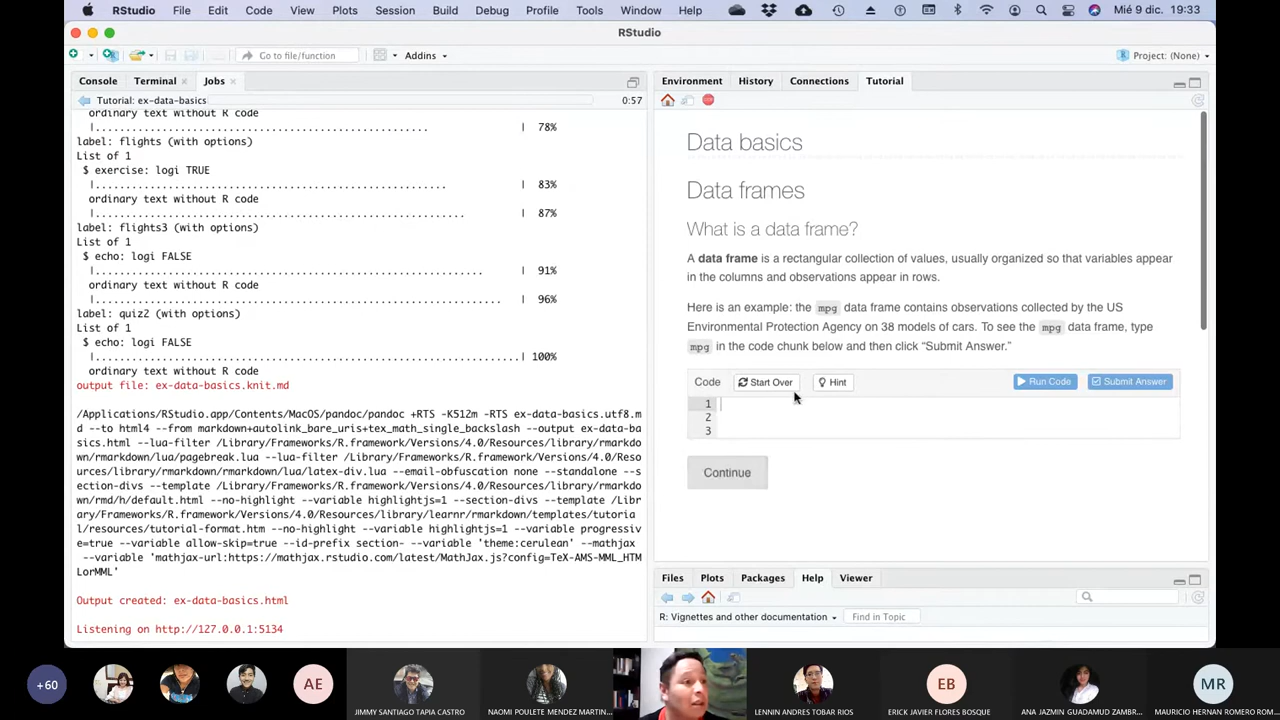 RStudio File Edit Code View Plots Session Build Debug Profile Tools Window Help Mié 9 dic. 19:33
RStudio
Go to file/function Addins Project: (None)
Console Terminal Jobs
Tutorial: ex-data-basics 0:57
ordinary text without R code
|............................................................. | 78%
label: flights (with options)
List of 1
$ exercise: logi TRUE
|................................................................ | 83%
ordinary text without R code
|................................................................... | 87%
label: flights3 (with options)
List of 1
$ echo: logi FALSE
|...................................................................... | 91%
ordinary text without R code
|......................................................................... | 96%
label: quiz2 (with options)
List of 1
$ echo: logi FALSE
|............................................................................| 100%
ordinary text without R code
output file: ex-data-basics.knit.md
/Applications/RStudio.app/Contents/MacOS/pandoc/pandoc +RTS -K512m -RTS ex-data-basics.utf8.m
d --to html4 --from markdown+autolink_bare_uris+tex_math_single_backslash --output ex-data-ba
sics.html --lua-filter /Library/Frameworks/R.framework/Versions/4.0/Resources/library/rmarkdo
wn/rmarkdown/lua/pagebreak.lua --lua-filter /Library/Frameworks/R.framework/Versions/4.0/Reso
urces/library/rmarkdown/rmarkdown/lua/latex-div.lua --email-obfuscation none --standalone --s
ection-divs --template /Library/Frameworks/R.framework/Versions/4.0/Resources/library/rmarkdo
wn/rmd/h/default.html --no-highlight --variable highlightjs=1 --section-divs --template /Libr
ary/Frameworks/R.framework/Versions/4.0/Resources/library/learnr/rmarkdown/templates/tutoria
l/resources/tutorial-format.htm --no-highlight --variable highlightjs=1 --variable progressiv
e=true --variable allow-skip=true --id-prefix section- --variable 'theme:cerulean' --mathjax
--variable 'mathjax-url:https://mathjax.rstudio.com/latest/MathJax.js?config=TeX-AMS-MML_HTM
LorMML'
Output created: ex-data-basics.html
Listening on http://127.0.0.1:5134
Environment History Connections Tutorial
Data basics
Data frames
What is a data frame?
A data frame is a rectangular collection of values, usually organized so that variables appear
in the columns and observations appear in rows.
Here is an example: the mpg data frame contains observations collected by the US
Environmental Protection Agency on 38 models of cars. To see the mpg data frame, type
mpg in the code chunk below and then click “Submit Answer.”
Code Start Over Hint Run Code Submit Answer
1
2
3
Continue
Files Plots Packages Help Viewer
R: Vignettes and other documentation Find in Topic
+60 AE EB MR
JIMMY SANTIAGO TAPIA CASTRO NAOMI POULETE MENDEZ MARTIN... LENNIN ANDRES TOBAR RIOS ERICK JAVIER FLORES BOSQUE ANA JAZMIN GUADAMUD ZAMBR... MAURICIO HERNAN ROMERO ROM...